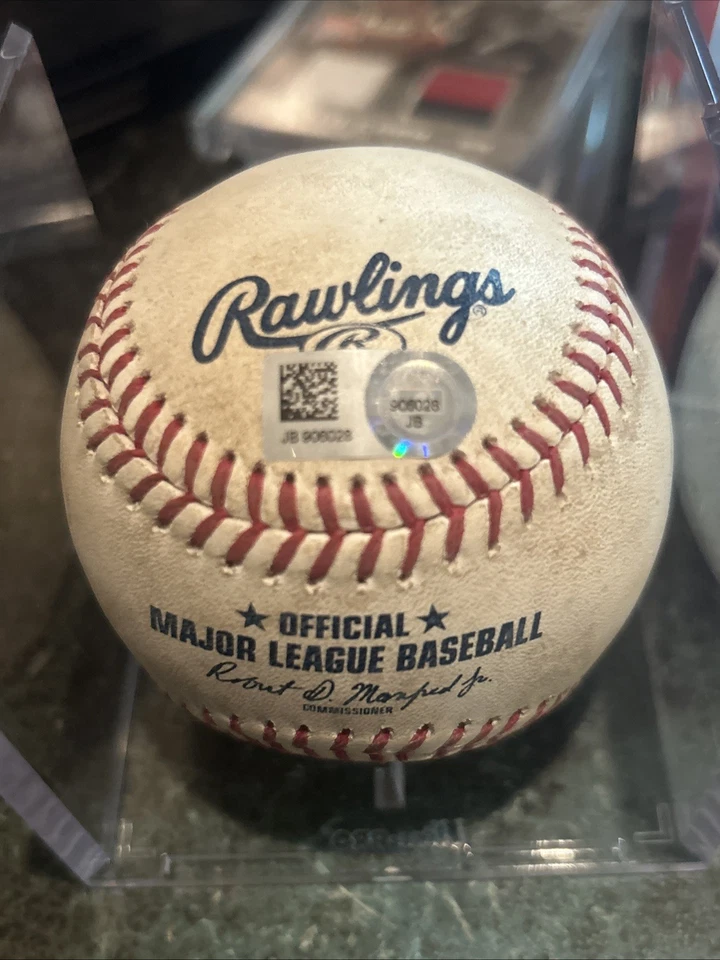 Rawlings®
R
JB 906028
906028
JB
★ OFFICIAL ★
MAJOR LEAGUE BASEBALL
Robert D. Manfred Jr.
COMMISSIONER